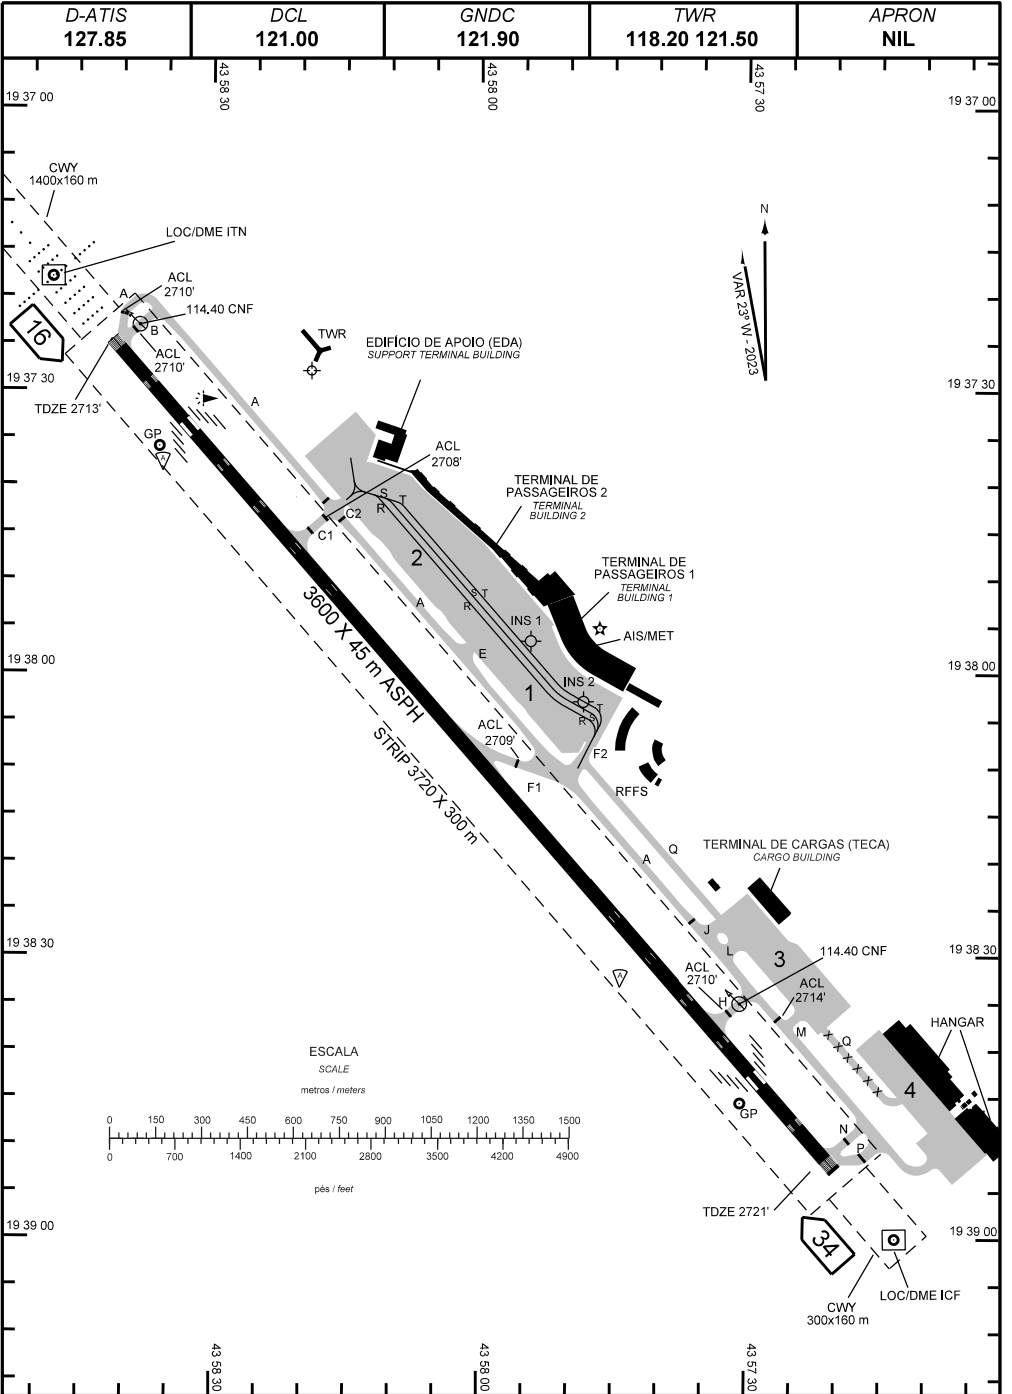 D-ATIS
127.85
DCL
121.00
GNDC
121.90
TWR
118.20 121.50
APRON
NIL
43 58 30
43 58 00
43 57 30
19 37 00
19 37 00
CWY
1400x160 m
N
VAR 23º W - 2023
LOC/DME ITN
A
ACL
2710'
114.40 CNF
B
16
ACL
2710'
TWR
EDIFÍCIO DE APOIO (EDA)
SUPPORT TERMINAL BUILDING
19 37 30
19 37 30
TDZE 2713'
A
GP
A
ACL
2708'
TERMINAL DE
PASSAGEIROS 2
TERMINAL
BUILDING 2
S
T
R
C2
C1
2
TERMINAL DE
PASSAGEIROS 1
TERMINAL
BUILDING 1
3600 X 45 m ASPH
A
S T
R
INS 1
AIS/MET
E
19 38 00
19 38 00
1
INS 2
R
S
T
ACL
2709'
STRIP 3720 X 300 m
F2
F1
RFFS
Q
A
TERMINAL DE CARGAS (TECA)
CARGO BUILDING
J
L
3
19 38 30
19 38 30
114.40 CNF
A
ACL
2710'
H
ACL
2714'
M
Q
HANGAR
4
ESCALA
SCALE
metros / meters
0 150 300 450 600 750 900 1050 1200 1350 1500
0 700 1400 2100 2800 3500 4200 4900
pés / feet
GP
N
P
TDZE 2721'
19 39 00
19 39 00
34
LOC/DME ICF
CWY
300x160 m
43 58 30
43 58 00
43 57 30